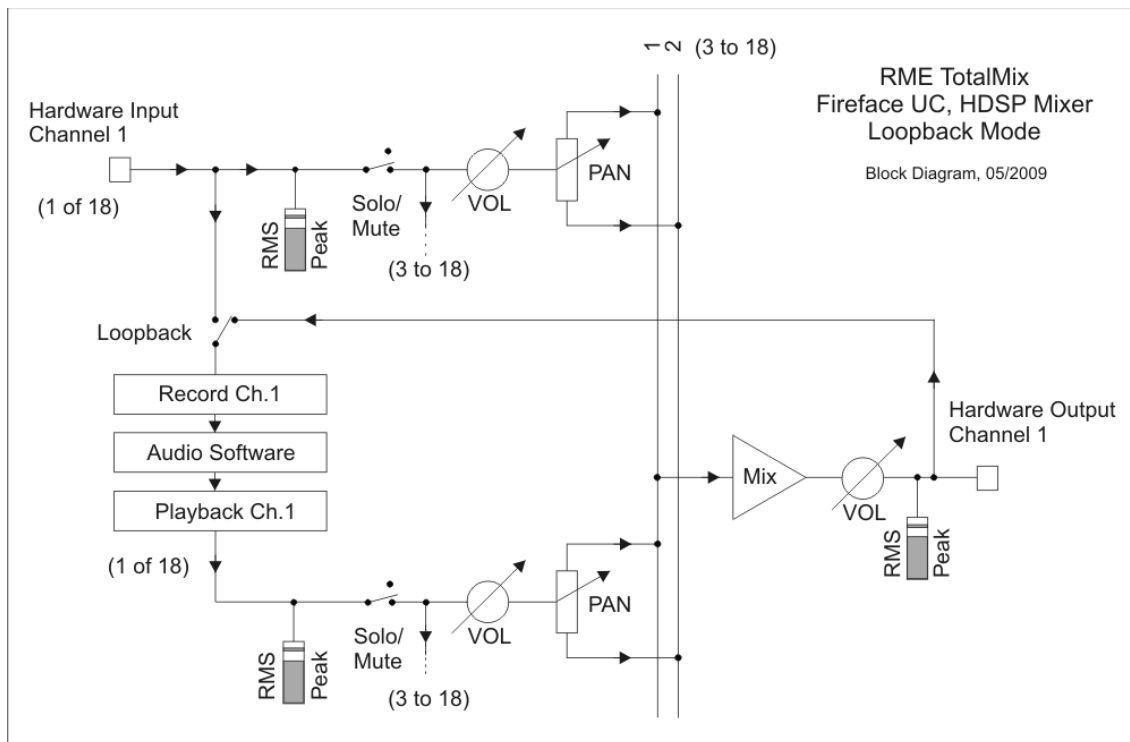 1
2
(3 to 18)
RME TotalMix
Fireface UC, HDSP Mixer
Loopback Mode
Block Diagram, 05/2009
Hardware Input
Channel 1
(1 of 18)
RMS
Peak
Solo/
Mute
(3 to 18)
VOL
PAN
Loopback
Record Ch.1
Audio Software
Playback Ch.1
(1 of 18)
RMS
Peak
Solo/
Mute
(3 to 18)
VOL
PAN
Mix
VOL
Hardware Output
Channel 1
RMS
Peak